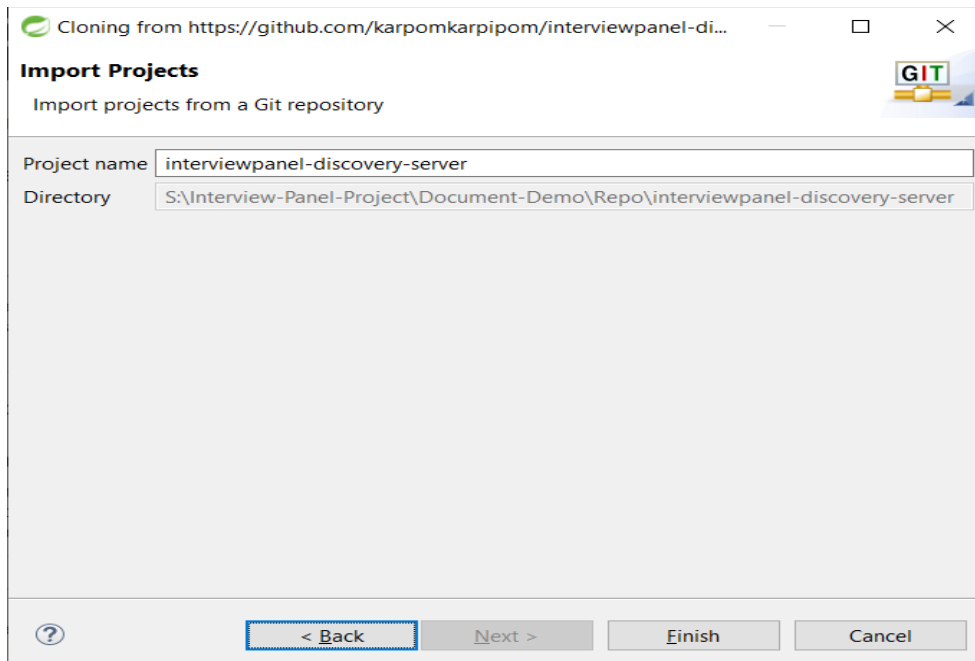 Cloning from https://github.com/karpomkarpipom/interviewpanel-di...
Import Projects
GIT
Import projects from a Git repository
Project name interviewpanel-discovery-server
Directory S:\Interview-Panel-Project\Document-Demo\Repo\interviewpanel-discovery-server
? < Back Next > Finish Cancel